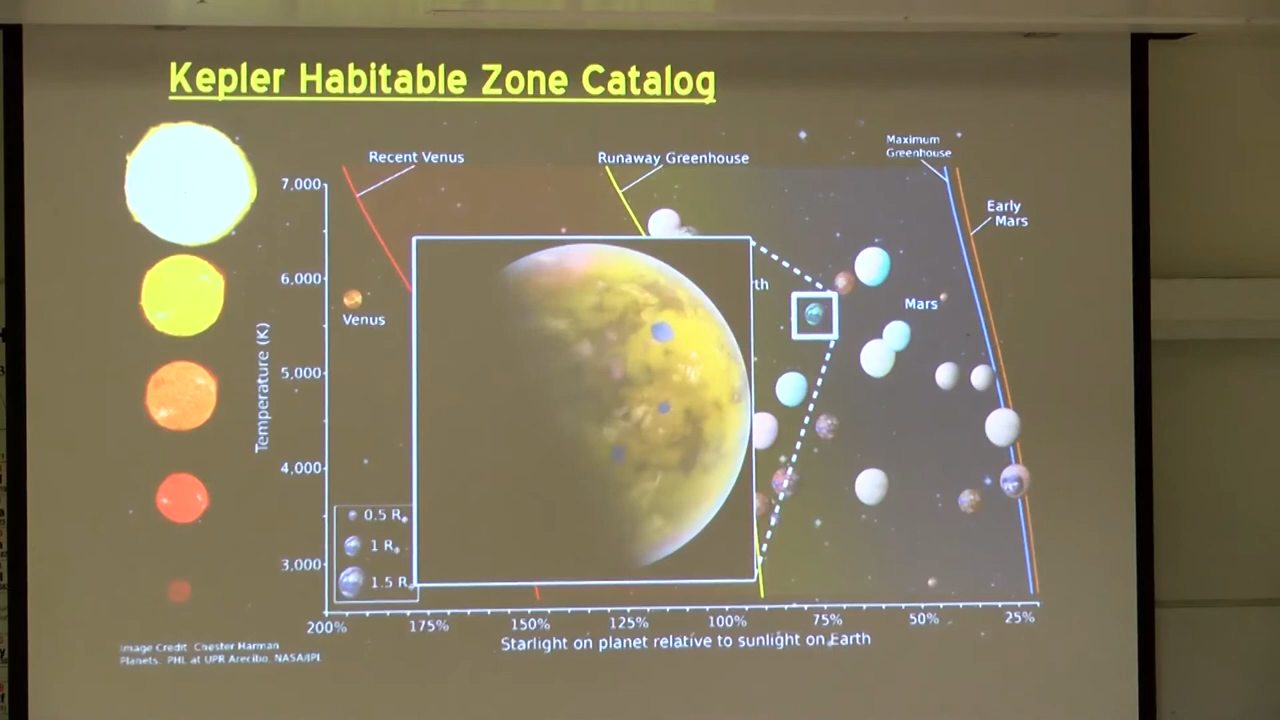 Kepler Habitable Zone Catalog
Maximum
Greenhouse
Recent Venus
Runaway Greenhouse
7,000
Early
Mars
6,000
th
Venus
Mars
Temperature (K)
5,000
4,000
0.5 R
1 R
1.5 R
3,000
200% 175% 150% 125% 100% 75% 50% 25%
Starlight on planet relative to sunlight on Earth
Image Credit Chester Harman
Planets: PHL at UPR Arecibo, NASA/JPL